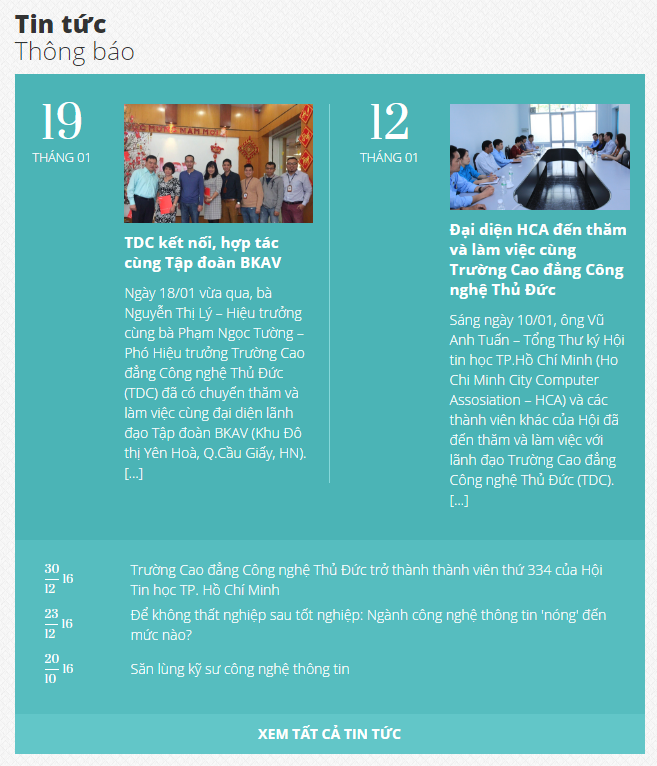 Tin tức
Thông báo
19
THÁNG 01
TDC kết nối, hợp tác
cùng Tập đoàn BKAV
Ngày 18/01 vừa qua, bà
Nguyễn Thị Lý – Hiệu trưởng
cùng bà Phạm Ngọc Tường –
Phó Hiệu trưởng Trường Cao
đẳng Công nghệ Thủ Đức
(TDC) đã có chuyến thăm và
làm việc cùng đại diện lãnh
đạo Tập đoàn BKAV (Khu Đô
thị Yên Hoà, Q.Cầu Giấy, HN).
[...]
12
THÁNG 01
Đại diện HCA đến thăm
và làm việc cùng
Trường Cao đẳng Công
nghệ Thủ Đức
Sáng ngày 10/01, ông Vũ
Anh Tuấn – Tổng Thư ký Hội
tin học TP.Hồ Chí Minh (Ho
Chi Minh City Computer
Assosiation – HCA) và các
thành viên khác của Hội đã
đến thăm và làm việc với
lãnh đạo Trường Cao đẳng
Công nghệ Thủ Đức (TDC).
[...]
30
12 16
Trường Cao đẳng Công nghệ Thủ Đức trở thành thành viên thứ 334 của Hội
Tin học TP. Hồ Chí Minh
23
12 16
Để không thất nghiệp sau tốt nghiệp: Ngành công nghệ thông tin 'nóng' đến
mức nào?
20
10 16
Săn lùng kỹ sư công nghệ thông tin
XEM TẤT CẢ TIN TỨC